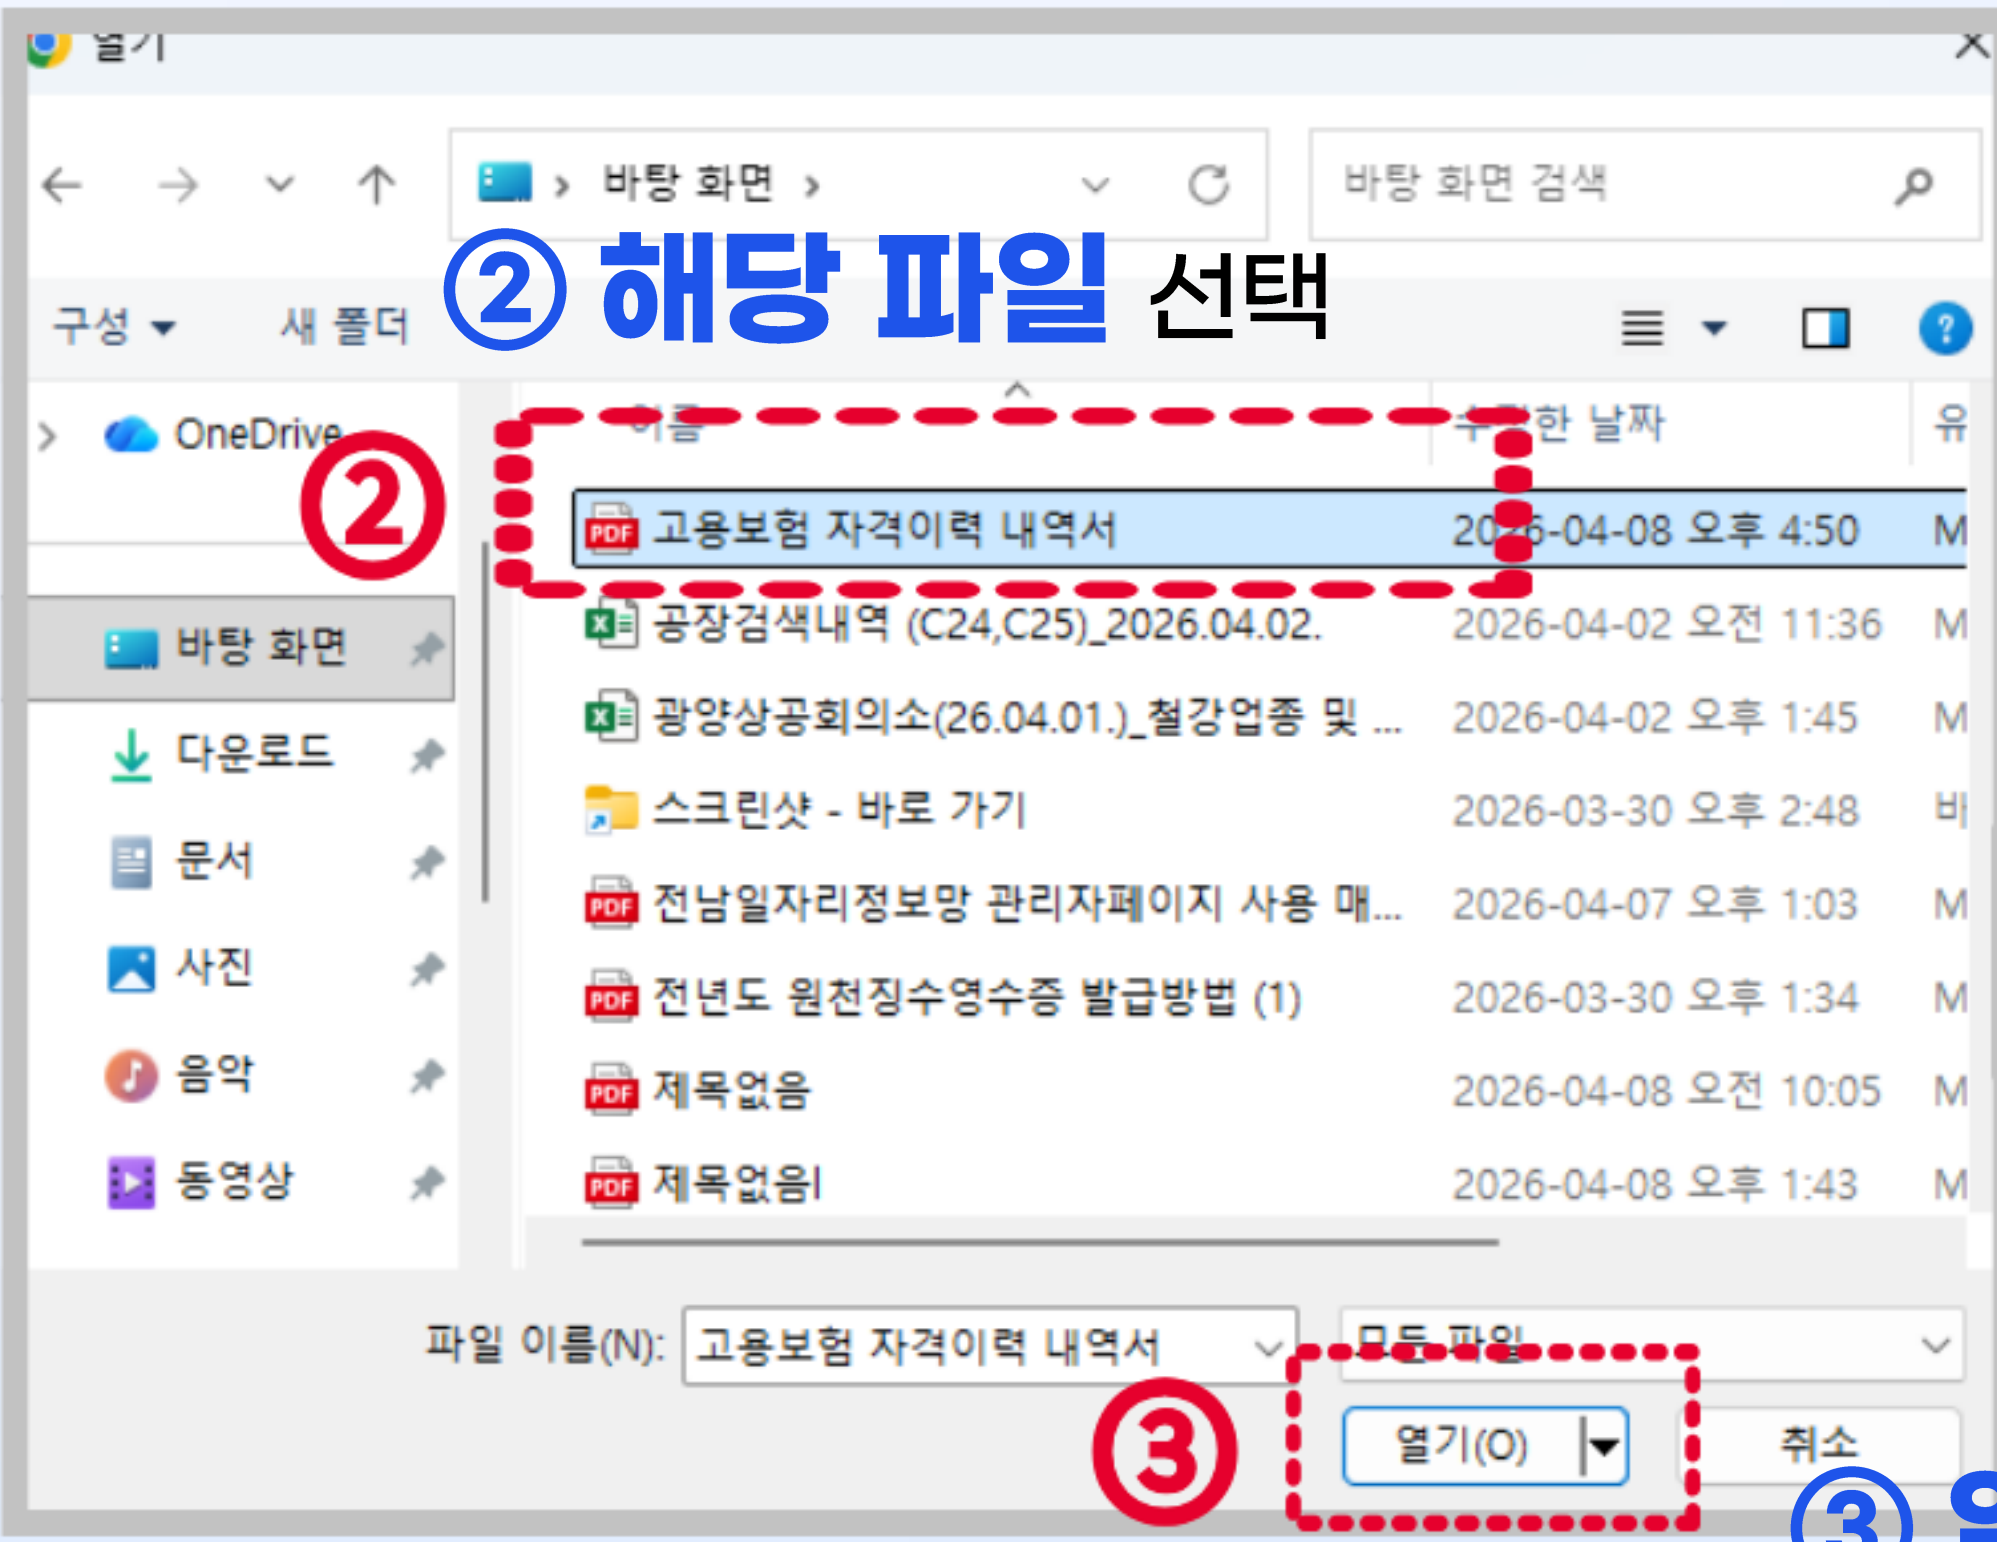 열기
바탕 화면
바탕 화면 검색
② 해당 파일 선택
구성
새 폴더
OneDrive
이름
수정한 날짜
유
②
고용보험 자격이력 내역서
2026-04-08 오후 4:50
M
공장검색내역 (C24,C25)_2026.04.02.
2026-04-02 오전 11:36
M
바탕 화면
광양상공회의소(26.04.01.)_철강업종 및 ...
2026-04-02 오후 1:45
M
다운로드
스크린샷 - 바로 가기
2026-03-30 오후 2:48
바
문서
전남일자리정보망 관리자페이지 사용 매...
2026-04-07 오후 1:03
M
사진
전년도 원천징수영수증 발급방법 (1)
2026-03-30 오후 1:34
M
음악
제목없음
2026-04-08 오전 10:05
M
동영상
제목없음l
2026-04-08 오후 1:43
M
파일 이름(N):
고용보험 자격이력 내역서
모든 파일
③
열기(O)
취소
③